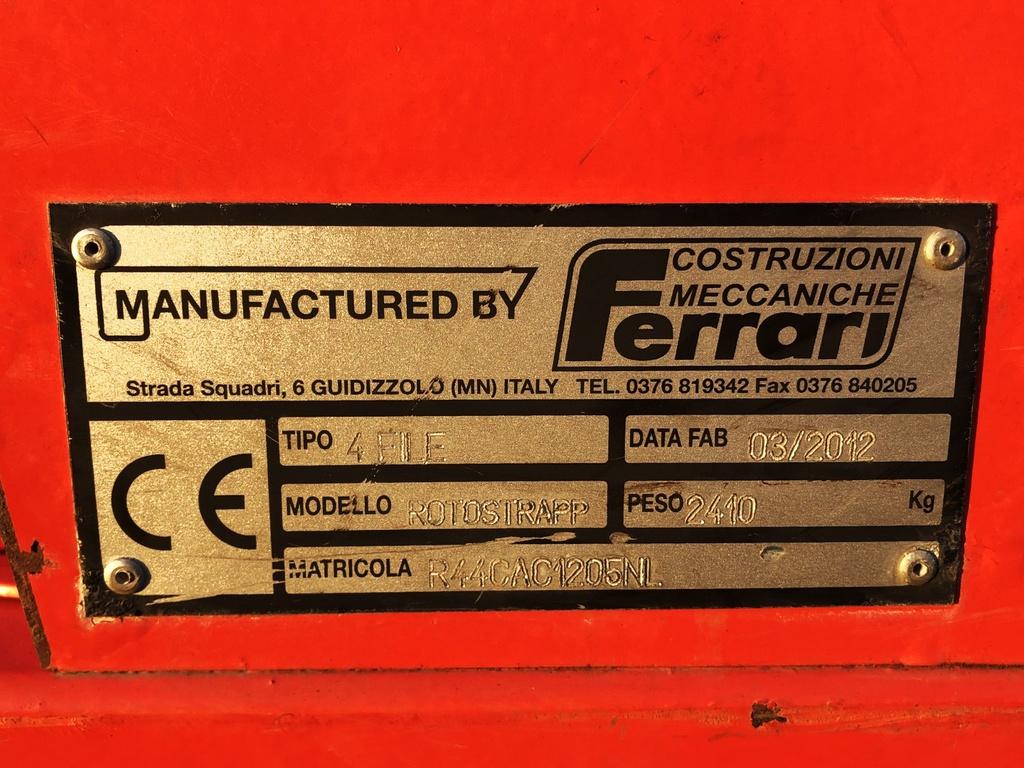 MANUFACTURED BY
COSTRUZIONI
MECCANICHE
Ferrari
Strada Squadri, 6 GUIDIZZOLO (MN) ITALY TEL. 0376 819342 Fax 0376 840205
CE
TIPO 4 FILE
DATA FAB 03/2012
MODELLO ROTOSTRAPP
PESO 2410 Kg
MATRICOLA R44CAC1205NL